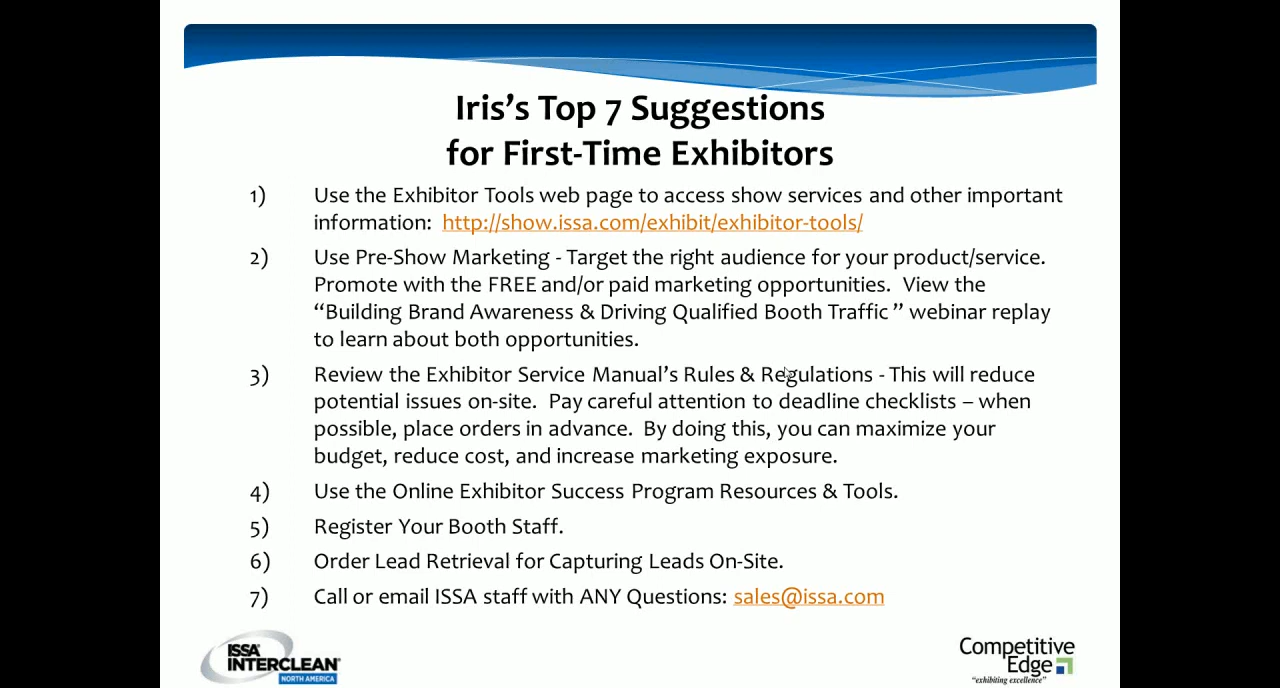 Iris's Top 7 Suggestions
for First-Time Exhibitors
1) Use the Exhibitor Tools web page to access show services and other important
information: http://show.issa.com/exhibit/exhibitor-tools/
2) Use Pre-Show Marketing - Target the right audience for your product/service.
Promote with the FREE and/or paid marketing opportunities. View the
“Building Brand Awareness & Driving Qualified Booth Traffic ” webinar replay
to learn about both opportunities.
3) Review the Exhibitor Service Manual’s Rules & Regulations - This will reduce
potential issues on-site. Pay careful attention to deadline checklists – when
possible, place orders in advance. By doing this, you can maximize your
budget, reduce cost, and increase marketing exposure.
4) Use the Online Exhibitor Success Program Resources & Tools.
5) Register Your Booth Staff.
6) Order Lead Retrieval for Capturing Leads On-Site.
7) Call or email ISSA staff with ANY Questions: sales@issa.com
ISSA
INTERCLEAN
NORTH AMERICA
Competitive
Edge
“exhibiting excellence”